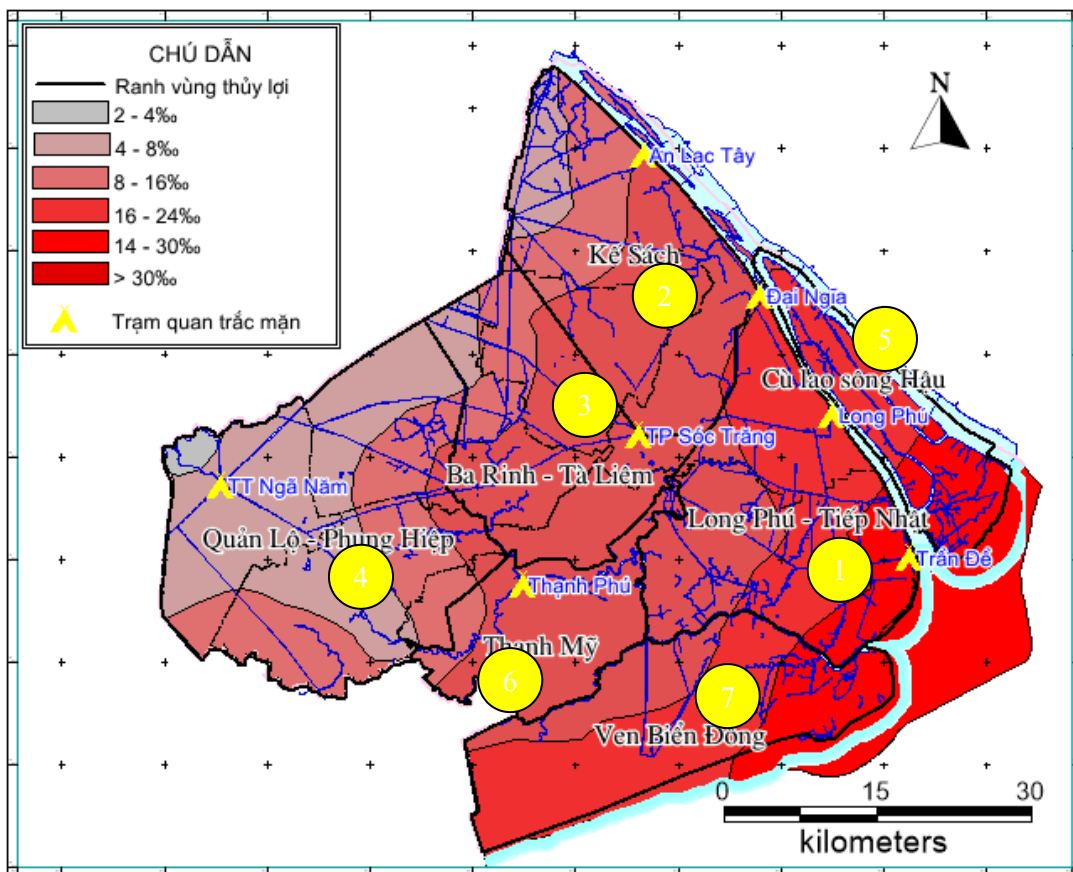 CHÚ DẪN
Ranh vùng thủy lợi
2 - 4‰
4 - 8‰
8 - 16‰
16 - 24‰
14 - 30‰
> 30‰
Trạm quan trắc mặn
N
An Lạc Tây
Kế Sách
2
Đại Ngĩa
5
Cù lao sông Hậu
3
Long Phú
TP Sóc Trăng
Ba Rinh - Tà Liêm
TT Ngã Năm
Long Phú - Tiếp Nhật
Quản Lộ - Phụng Hiệp
Trần Đề
1
4
Thạnh Phú
Thạnh Mỹ
6
7
Ven Biển Đông
0 15 30
kilometers